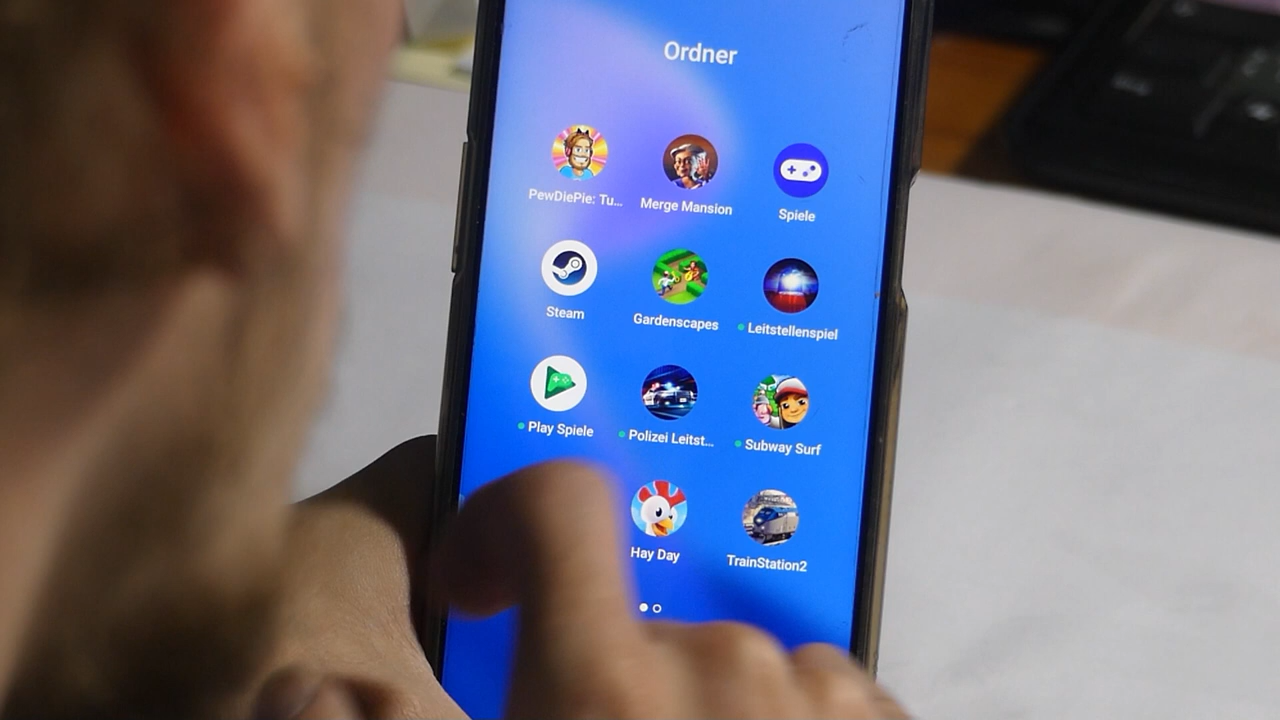 Ordner
PewDiePie: Tu...
Merge Mansion
Spiele
Steam
Gardenscapes
Leitstellenspiel
Play Spiele
Polizei Leitst...
Subway Surf
Hay Day
TrainStation2